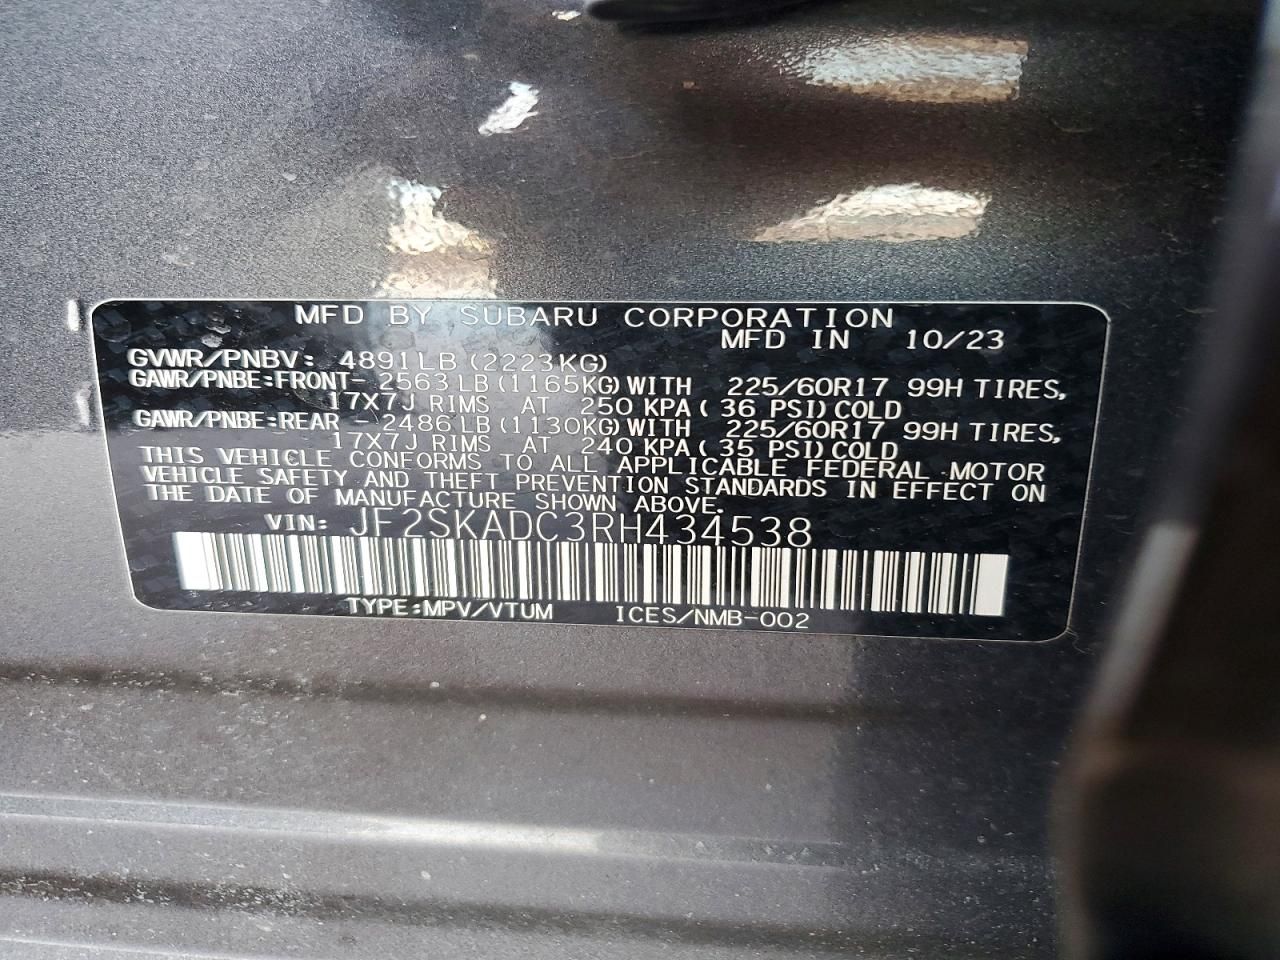 MFD BY SUBARU CORPORATION
MFD IN 10/23
GVWR/PNBV: 4891LB (2223KG)
GAWR/PNBE:FRONT- 2563LB (1165KG)WITH 225/60R17 99H TIRES,
17X7J RIMS AT 250 KPA( 36 PSI)COLD
GAWR/PNBE:REAR - 2486LB (1130KG)WITH 225/60R17 99H TIRES,
17X7J RIMS AT 240 KPA( 35 PSI)COLD
THIS VEHICLE CONFORMS TO ALL APPLICABLE FEDERAL MOTOR
VEHICLE SAFETY AND THEFT PREVENTION STANDARDS IN EFFECT ON
THE DATE OF MANUFACTURE SHOWN ABOVE.
VIN: JF2SKADC3RH434538
TYPE:MPV/VTUM ICES/NMB-002